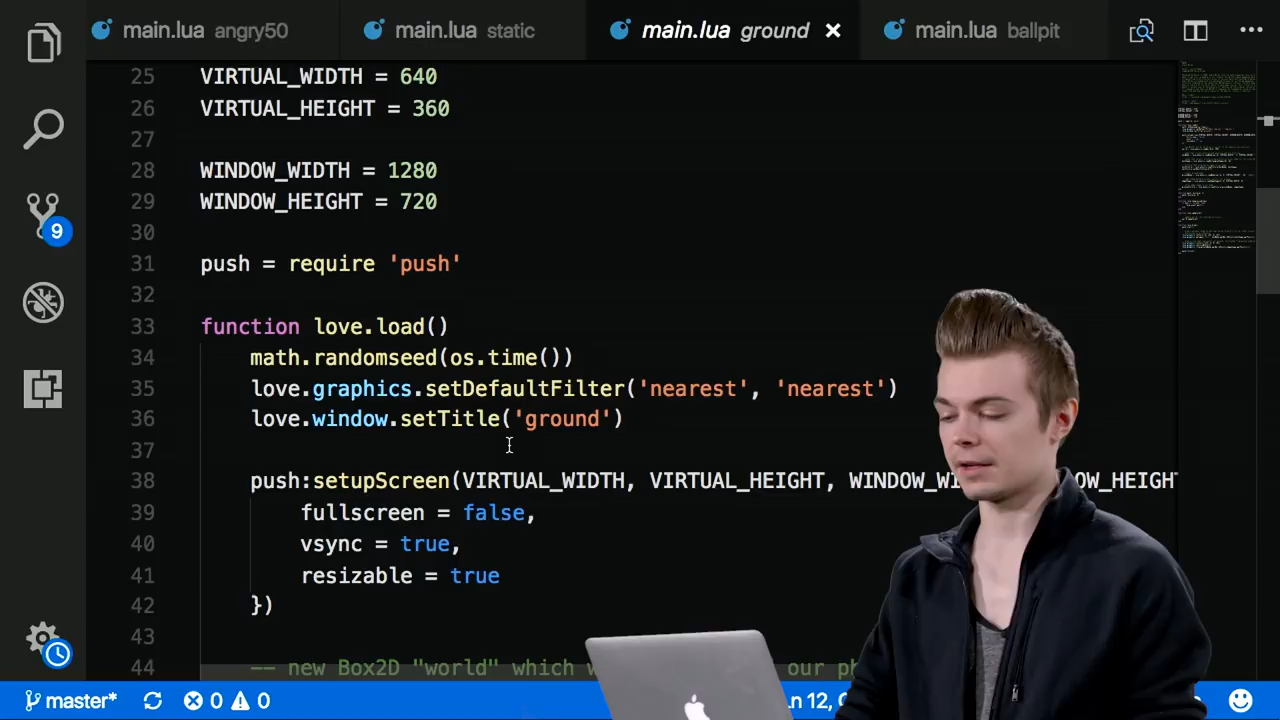 main.lua angry50
main.lua static
main.lua ground
main.lua ballpit
25 VIRTUAL_WIDTH = 640
26 VIRTUAL_HEIGHT = 360
27
28 WINDOW_WIDTH = 1280
29 WINDOW_HEIGHT = 720
30
31 push = require 'push'
32
33 function love.load()
34 math.randomseed(os.time())
35 love.graphics.setDefaultFilter('nearest', 'nearest')
36 love.window.setTitle('ground')
37
38 push:setupScreen(VIRTUAL_WIDTH, VIRTUAL_HEIGHT, WINDOW_WI OW_HEIGHT
39 fullscreen = false,
40 vsync = true,
41 resizable = true
42 })
43
44 -- new Box2D "world" which our
9
master* 0 0 Ln 12,